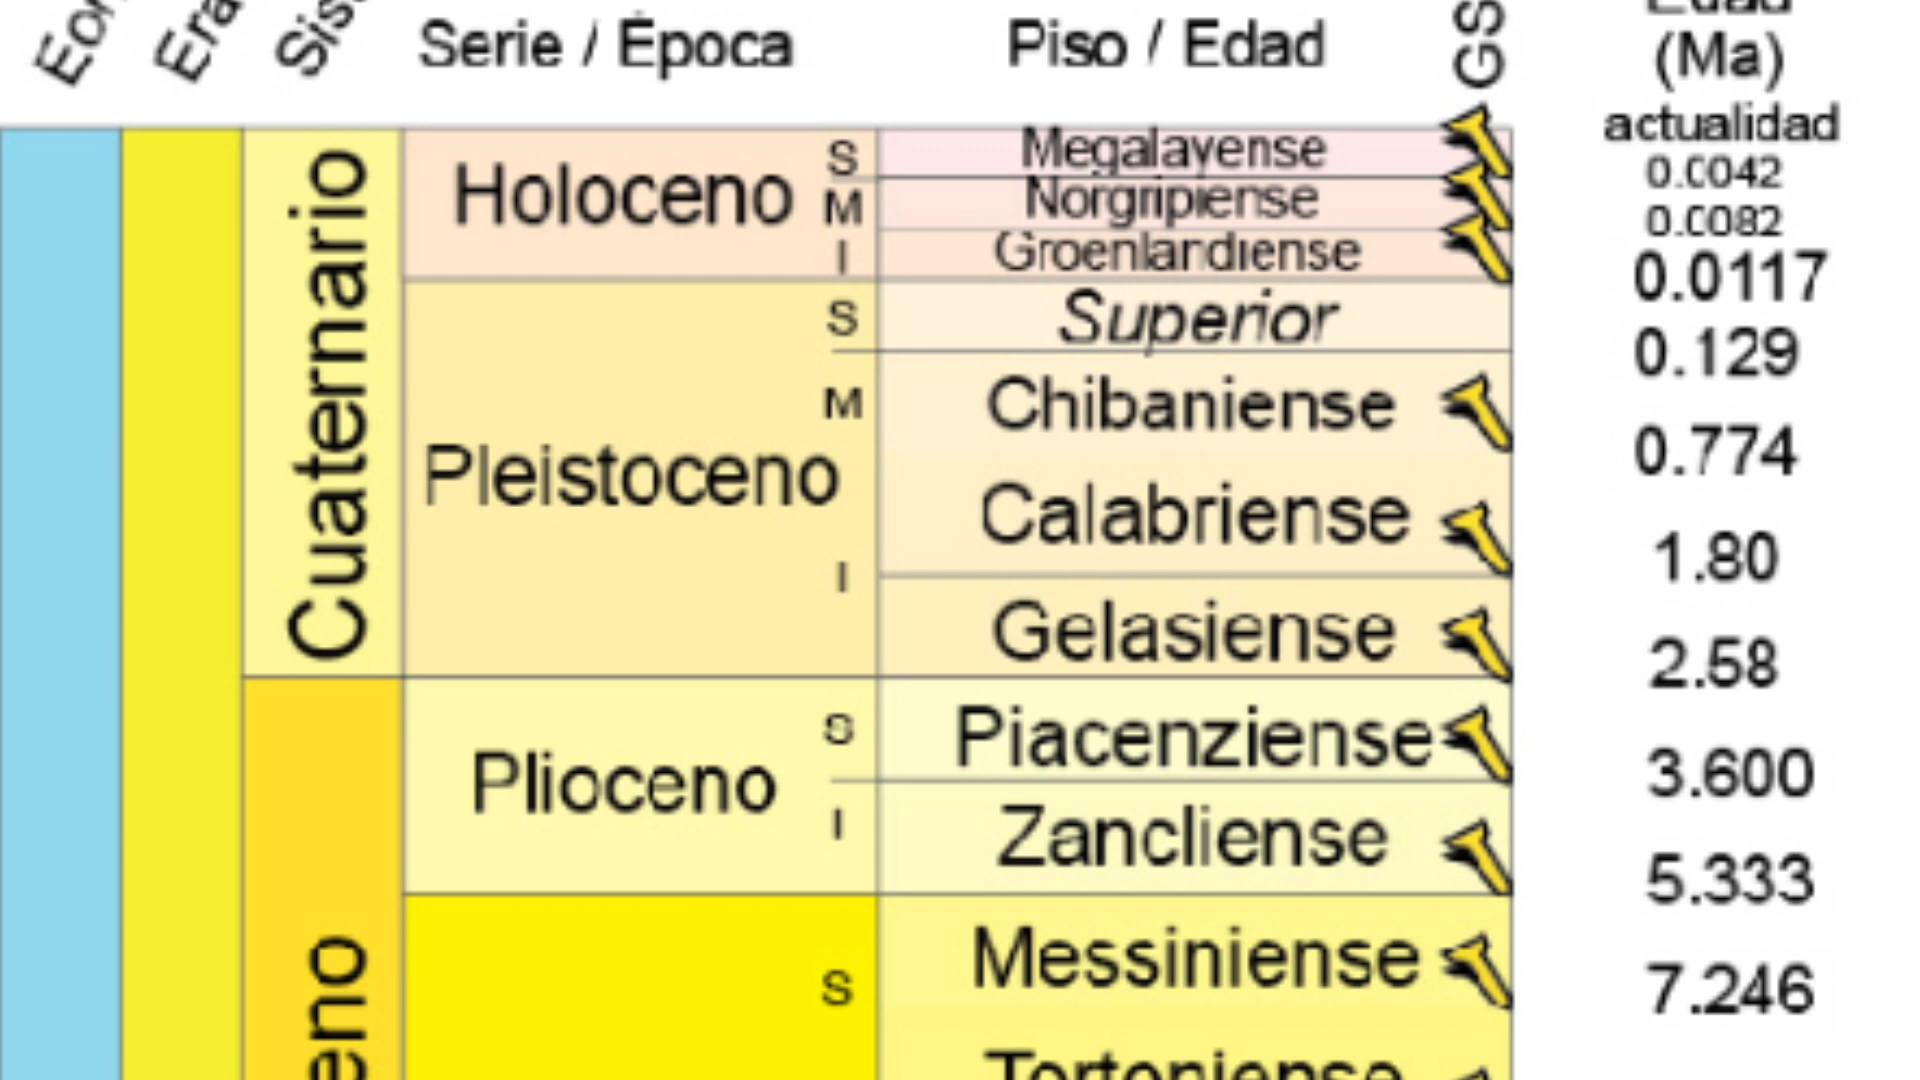 Serie / Época
Piso / Edad
Edad
(Ma)
actualidad
Cuaternario
Holoceno
S
Megalayense
0.0042
M
Norgripiense
0.0082
I
Groenlandiense
0.0117
Pleistoceno
S
Superior
0.129
M
Chibaniense
0.774
Calabriense
1.80
I
Gelasiense
2.58
Plioceno
S
Piacenziense
3.600
I
Zancliense
5.333
S
Messiniense
7.246
Tortoniense